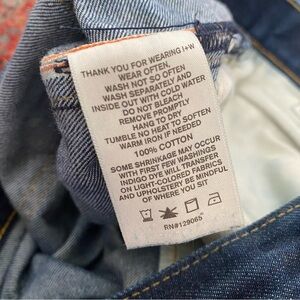 THANK YOU FOR WEARING I+W
WEAR OFTEN,
WASH NOT SO OFTEN
WASH SEPARATELY AND
INSIDE OUT WITH COLD WATER
DO NOT BLEACH
REMOVE PROMPTLY
HANG TO DRY
TUMBLE NO HEAT TO SOFTEN
WARM IRON IF NEEDED
100% COTTON
SOME SHRINKAGE MAY OCCUR
WITH FIRST FEW WASHINGS
INDIGO DYE WILL TRANSFER
ON LIGHT-COLORED FABRICS
AND UPHOLSTERY BE MINDFUL
OF WHERE YOU SIT
RN#129065